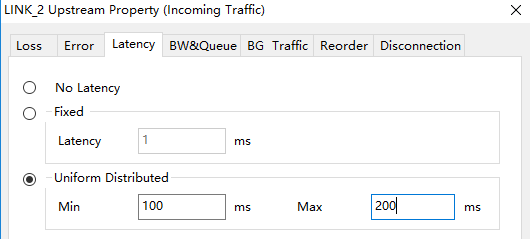 LINK_2 Upstream Property (Incoming Traffic)
Loss Error Latency BW&Queue BG Traffic Reorder Disconnection
No Latency
Fixed
Latency 1 ms
Uniform Distributed
Min 100 ms Max 200 ms